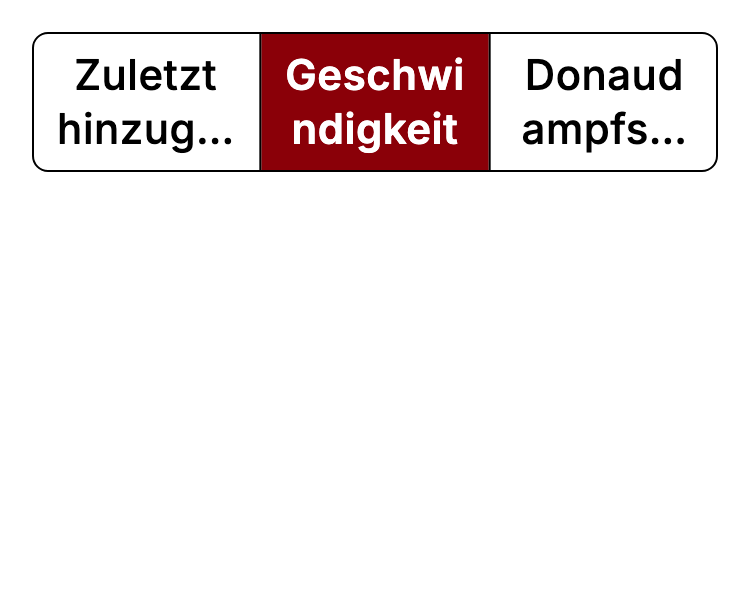 Zuletzt
hinzug...
Geschwi
ndigkeit
Donaud
ampfs...